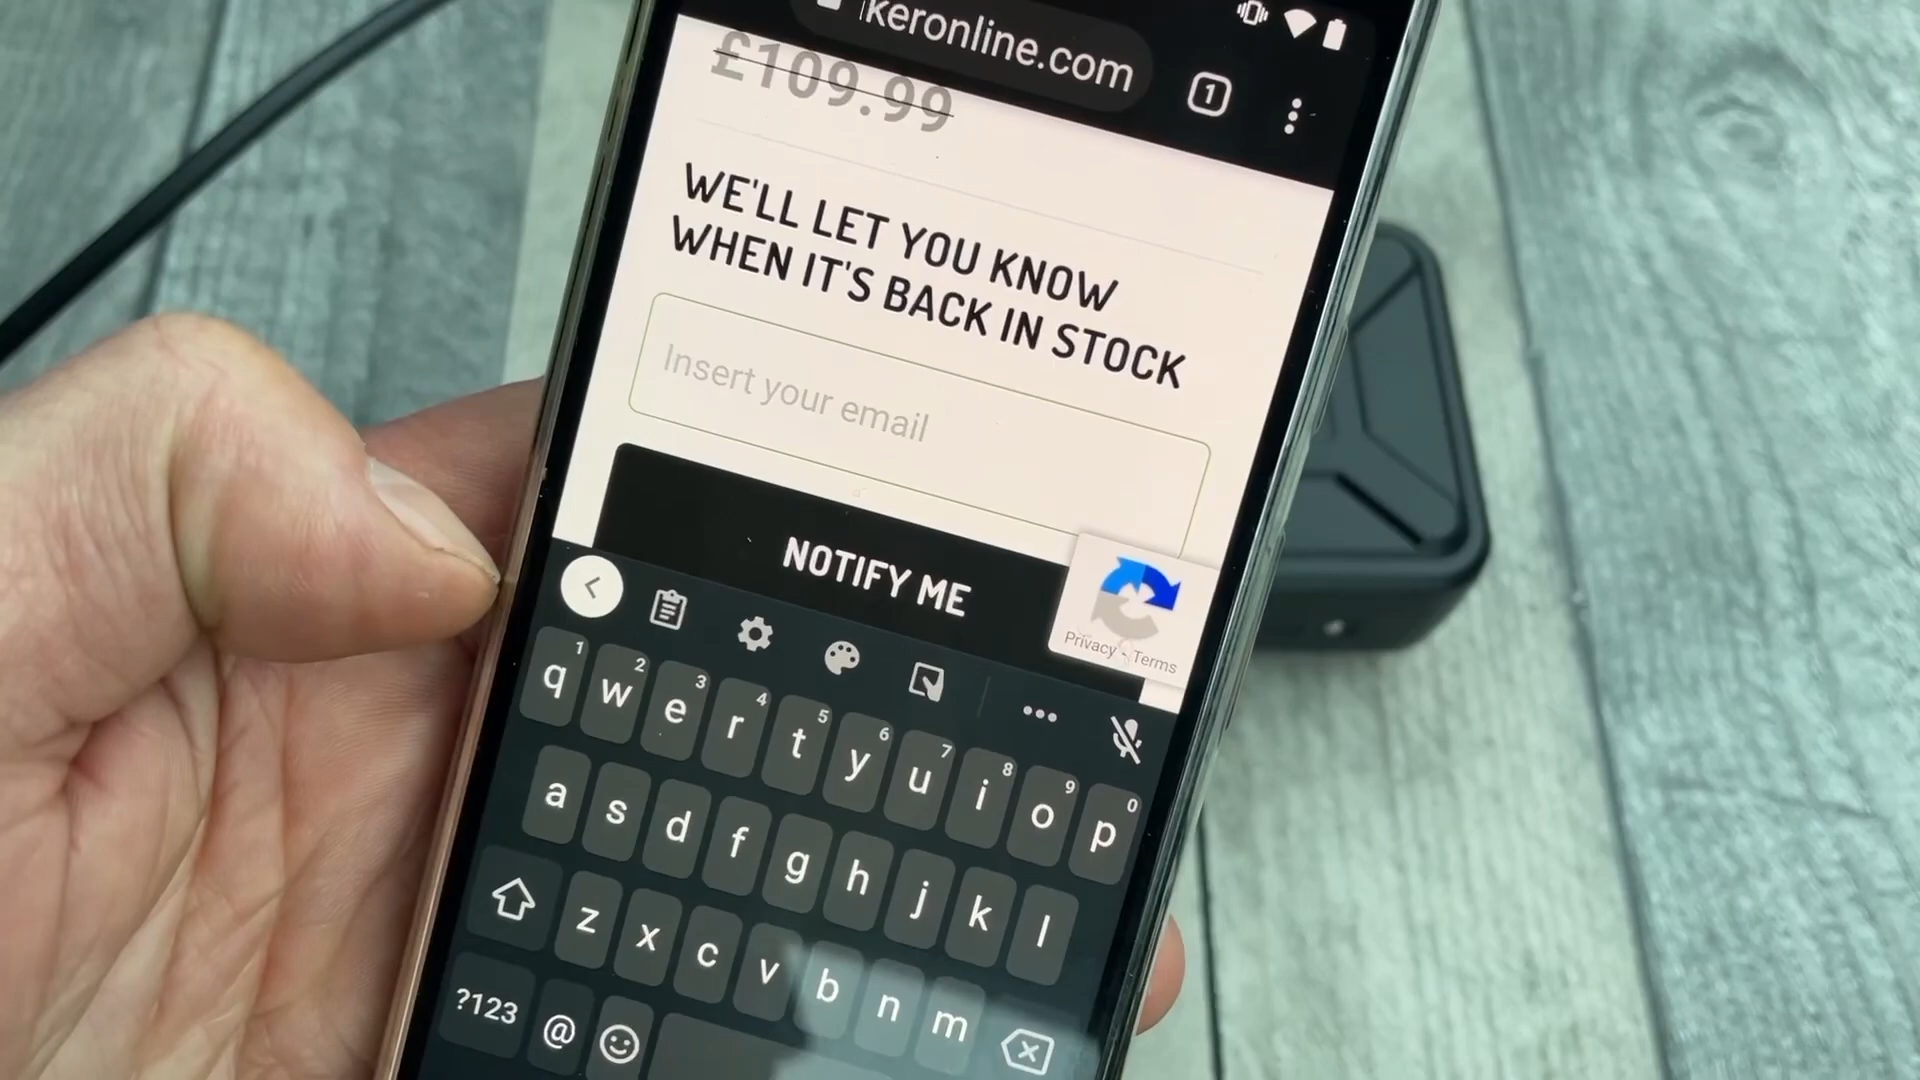 keronline.com
1
£109.99
WE'LL LET YOU KNOW
WHEN IT'S BACK IN STOCK
Insert your email
NOTIFY ME
Privacy - Terms
1 2 3 4 5 6 7 8 9 0
q w e r t y u i o p
a s d f g h j k l
z x c v b n m
?123 @